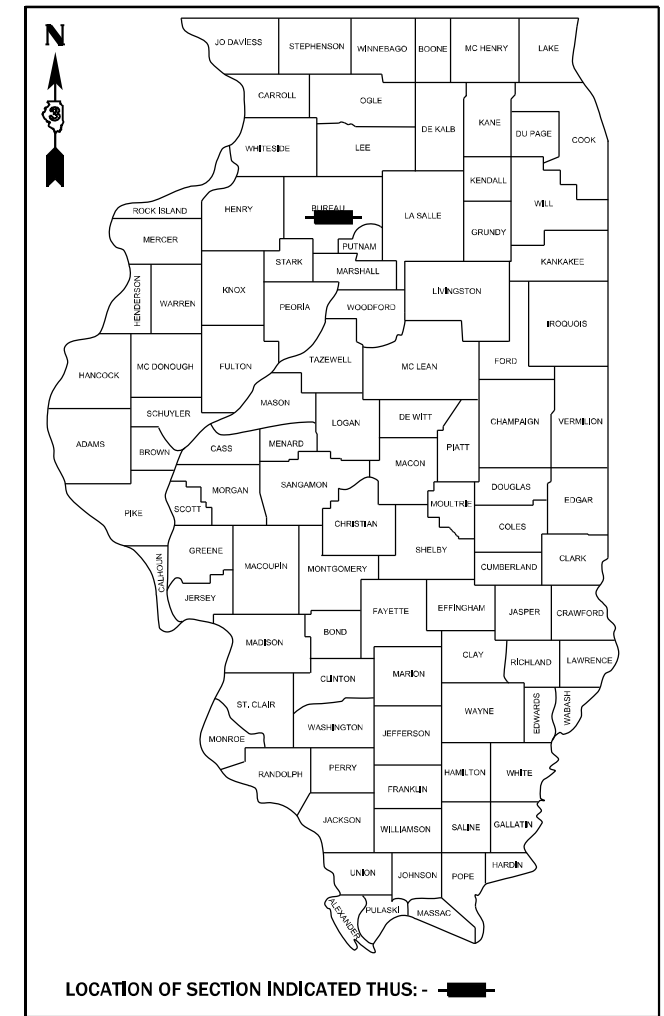 N
3
JO DAVIESS STEPHENSON WINNEBAGO BOONE MC HENRY LAKE
CARROLL OGLE KANE
DE KALB DU PAGE COOK
WHITESIDE LEE
KENDALL
ROCK ISLAND HENRY BUREAU LA SALLE WILL
MERCER PUTNAM GRUNDY
STARK MARSHALL KANKAKEE
HENDERSON WARREN KNOX PEORIA WOODFORD LIVINGSTON
IROQUOIS
HANCOCK MC DONOUGH FULTON TAZEWELL MC LEAN FORD
MASON
SCHUYLER LOGAN DE WITT CHAMPAIGN VERMILION
ADAMS BROWN CASS MENARD PIATT
MACON
MORGAN SANGAMON DOUGLAS
PIKE SCOTT CHRISTIAN MOULTRIE COLES EDGAR
GREENE SHELBY
CALHOUN MACOUPIN MONTGOMERY CUMBERLAND CLARK
JERSEY
FAYETTE EFFINGHAM JASPER CRAWFORD
MADISON BOND
CLAY RICHLAND LAWRENCE
CLINTON MARION
ST. CLAIR WAYNE EDWARDS WABASH
WASHINGTON JEFFERSON
MONROE
RANDOLPH PERRY HAMILTON WHITE
FRANKLIN
JACKSON WILLIAMSON SALINE GALLATIN
UNION JOHNSON POPE HARDIN
ALEXANDER PULASKI MASSAC
LOCATION OF SECTION INDICATED THUS: -